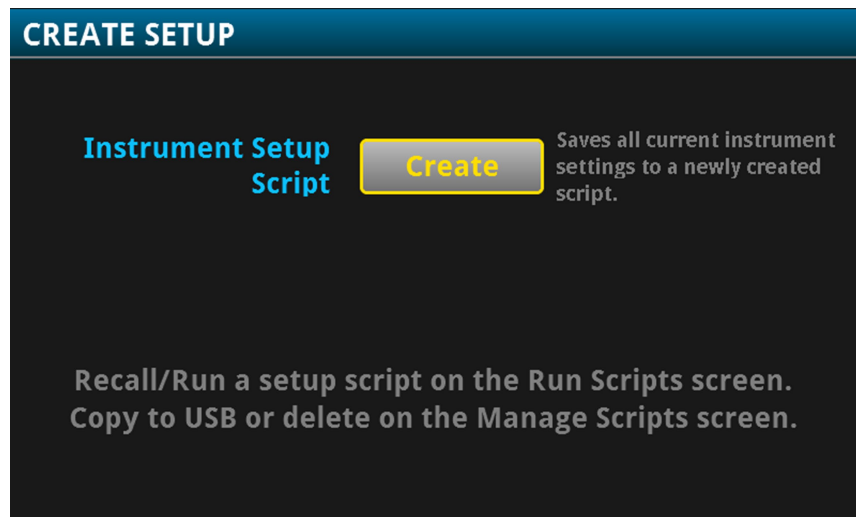 CREATE SETUP
Instrument Setup
Script
Create
Saves all current instrument
settings to a newly created
script.
Recall/Run a setup script on the Run Scripts screen.
Copy to USB or delete on the Manage Scripts screen.